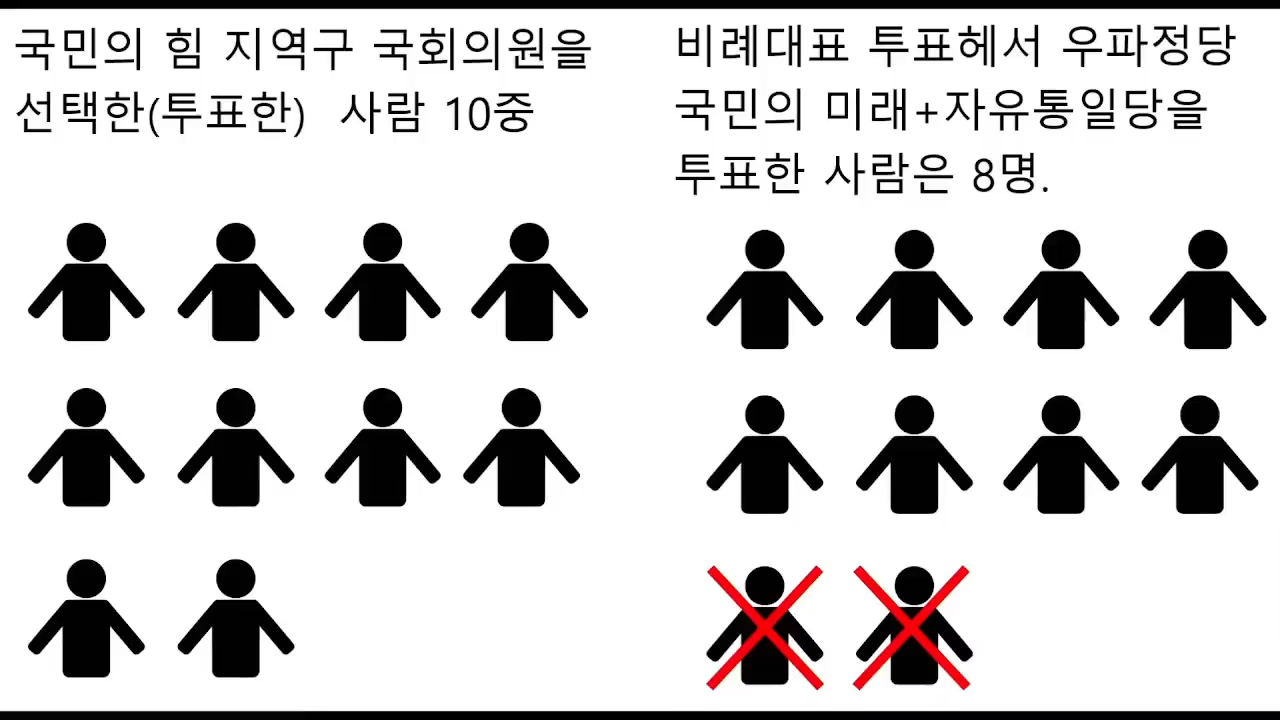 국민의 힘 지역구 국회의원을
선택한(투표한) 사람 10중
비례대표 투표헤서 우파정당
국민의 미래+자유통일당을
투표한 사람은 8명.